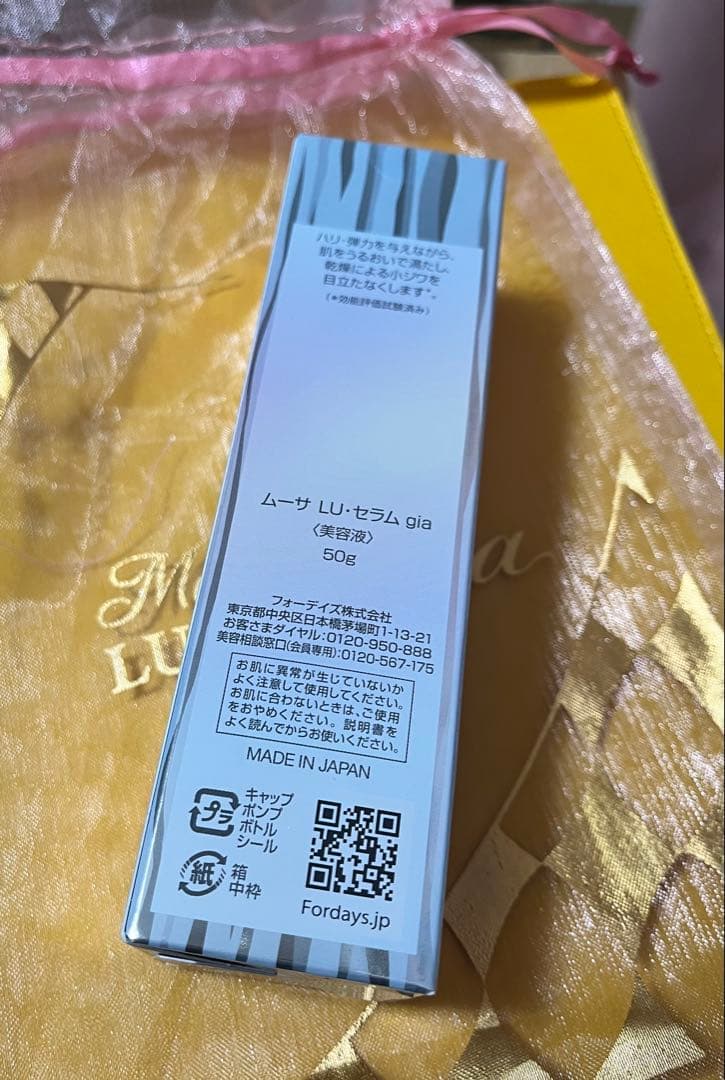 ハリ・弾力を与えながら、
肌をうるおいで満たし、
乾燥による小ジワを
目立たなくします*。
(*効能評価試験済み)
ムーサ LU・セラム gia
〈美容液〉
50g
フォーデイズ株式会社
東京都中央区日本橋茅場町1-13-21
お客さまダイヤル:0120-950-888
美容相談窓口(会員専用):0120-567-175
お肌に異常が生じていないか
よく注意して使用してください。
お肌に合わないときは、ご使用
をおやめください。説明書を
よく読んでからお使いください。
MADE IN JAPAN
プラ
キャップ
ポンプ
ボトル
シール
紙
箱
中枠
Fordays.jp
LU